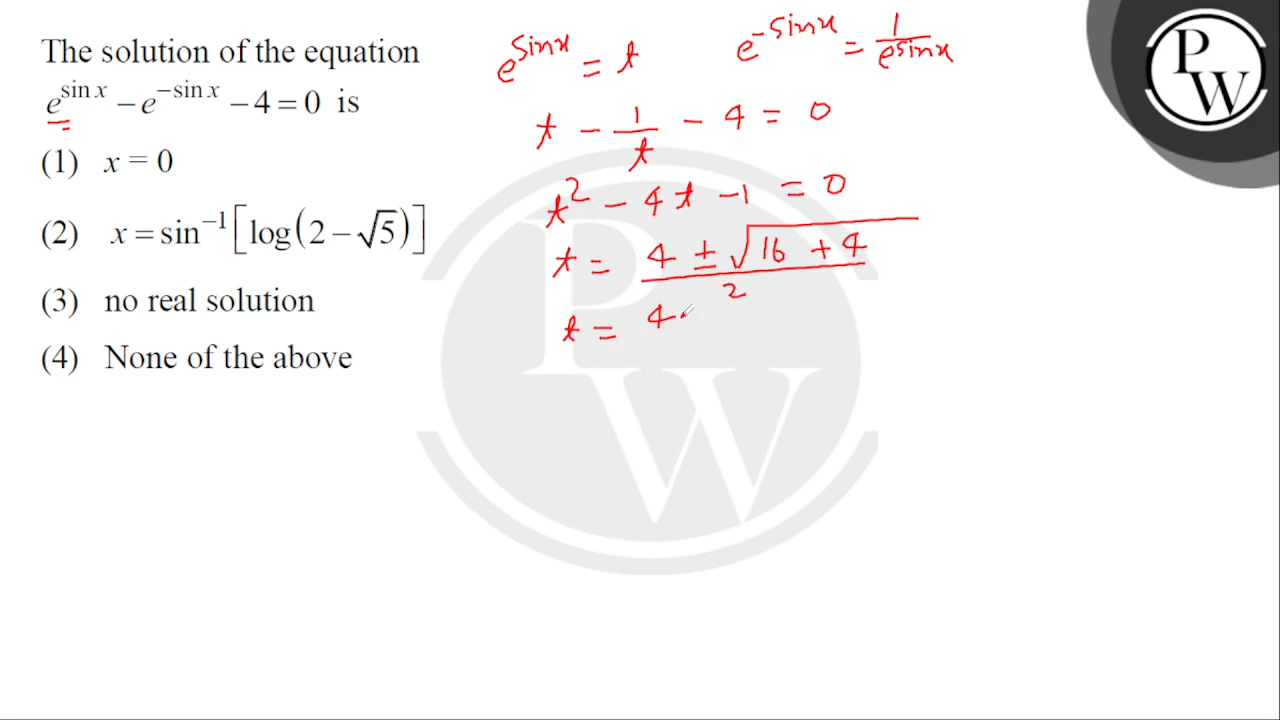 The solution of the equation
e^{sin x} − e^{−sin x} − 4 = 0 is
(1) x = 0
(2) x = sin^{−1}[log(2 − √5)]
(3) no real solution
(4) None of the above
e^{sinx} = t
e^{-sinx} = 1/e^{sinx}
t - 1/t - 4 = 0
t^2 - 4t - 1 = 0
t = (4 ± √(16 + 4))/2
t = 4
P
W
P
W